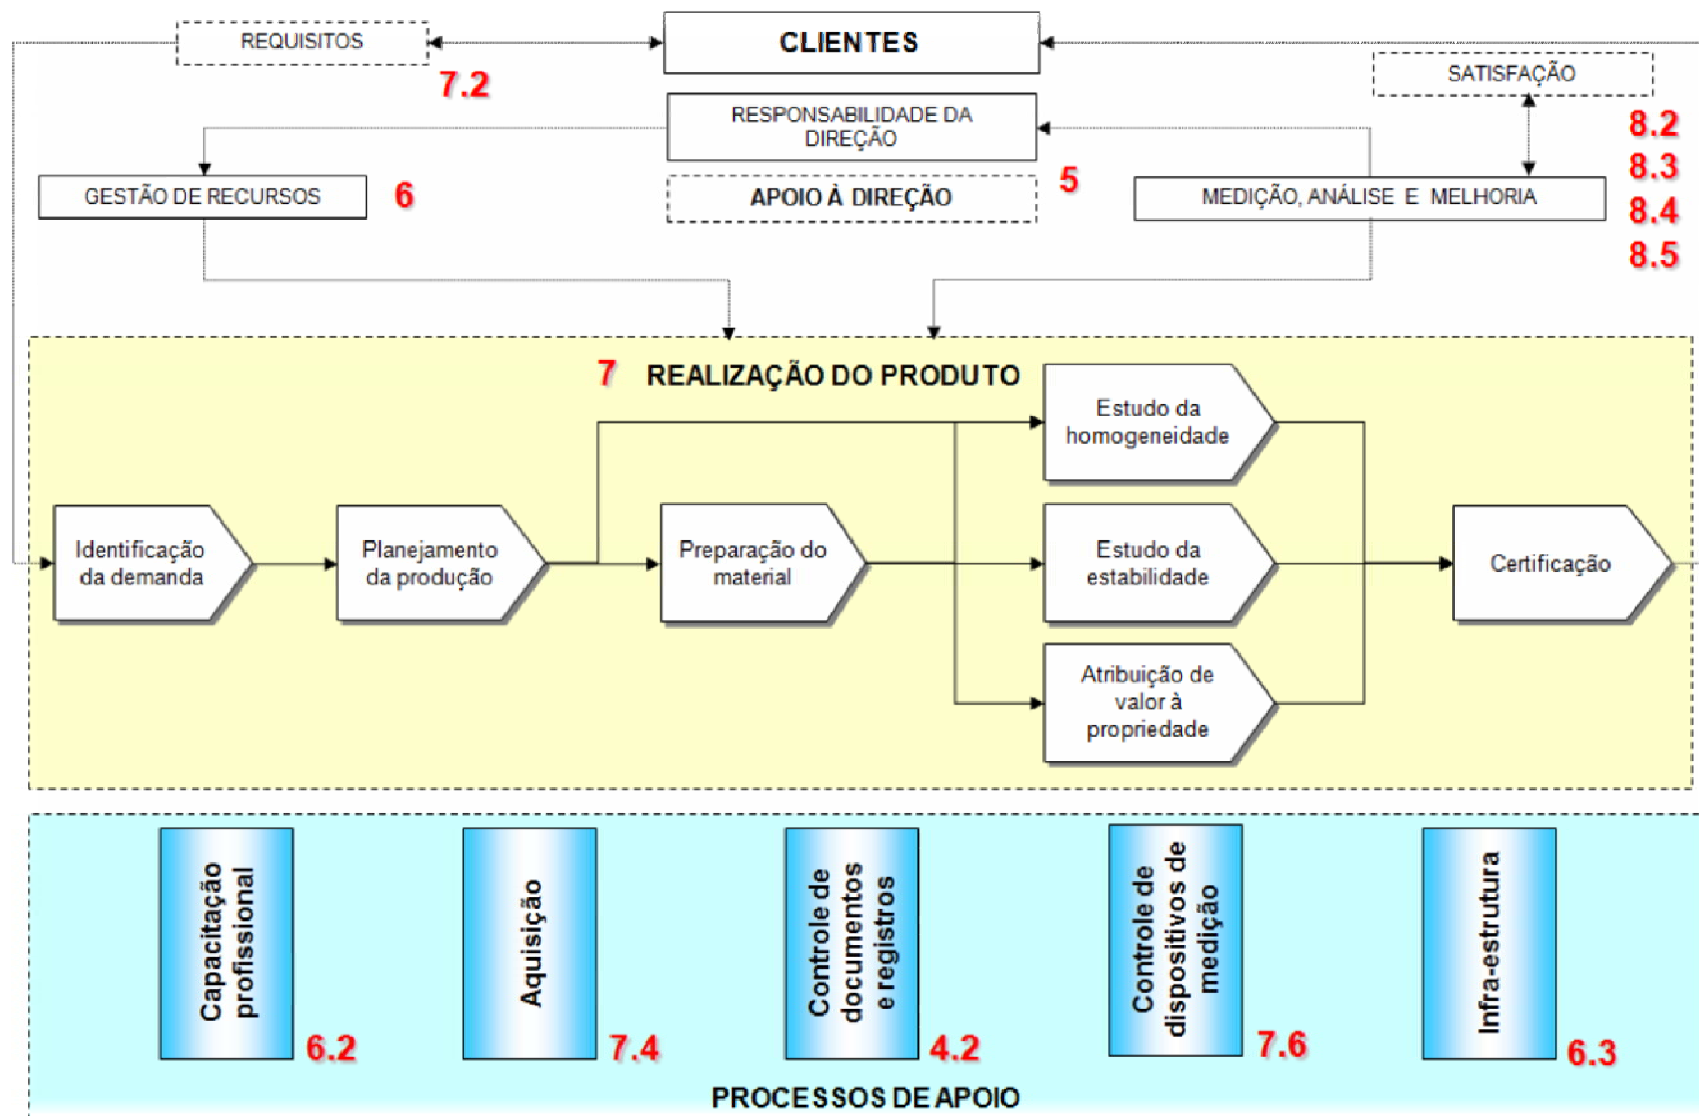 REQUISITOS
CLIENTES
7.2
SATISFAÇÃO
RESPONSABILIDADE DA
DIREÇÃO
8.2
8.3
8.4
8.5
GESTÃO DE RECURSOS
6
APOIO À DIREÇÃO
5
MEDIÇÃO, ANÁLISE E MELHORIA
7 REALIZAÇÃO DO PRODUTO
Identificação
da demanda
Planejamento
da produção
Preparação do
material
Estudo da
homogeneidade
Estudo da
estabilidade
Atribuição de
valor à
propriedade
Certificação
Capacitação
profissional
6.2
Aquisição
7.4
Controle de
documentos
e registros
4.2
Controle de
dispositivos de
medição
7.6
Infra-estrutura
6.3
PROCESSOS DE APOIO